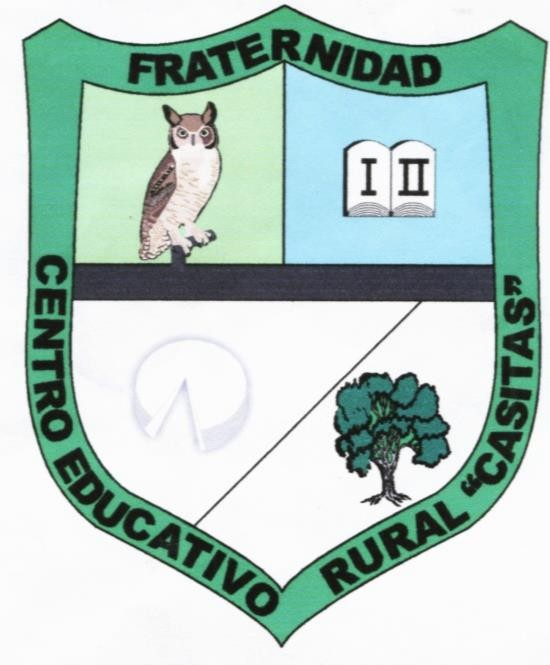 FRATERNIDAD
I II
CENTRO EDUCATIVO RURAL "CASITAS"